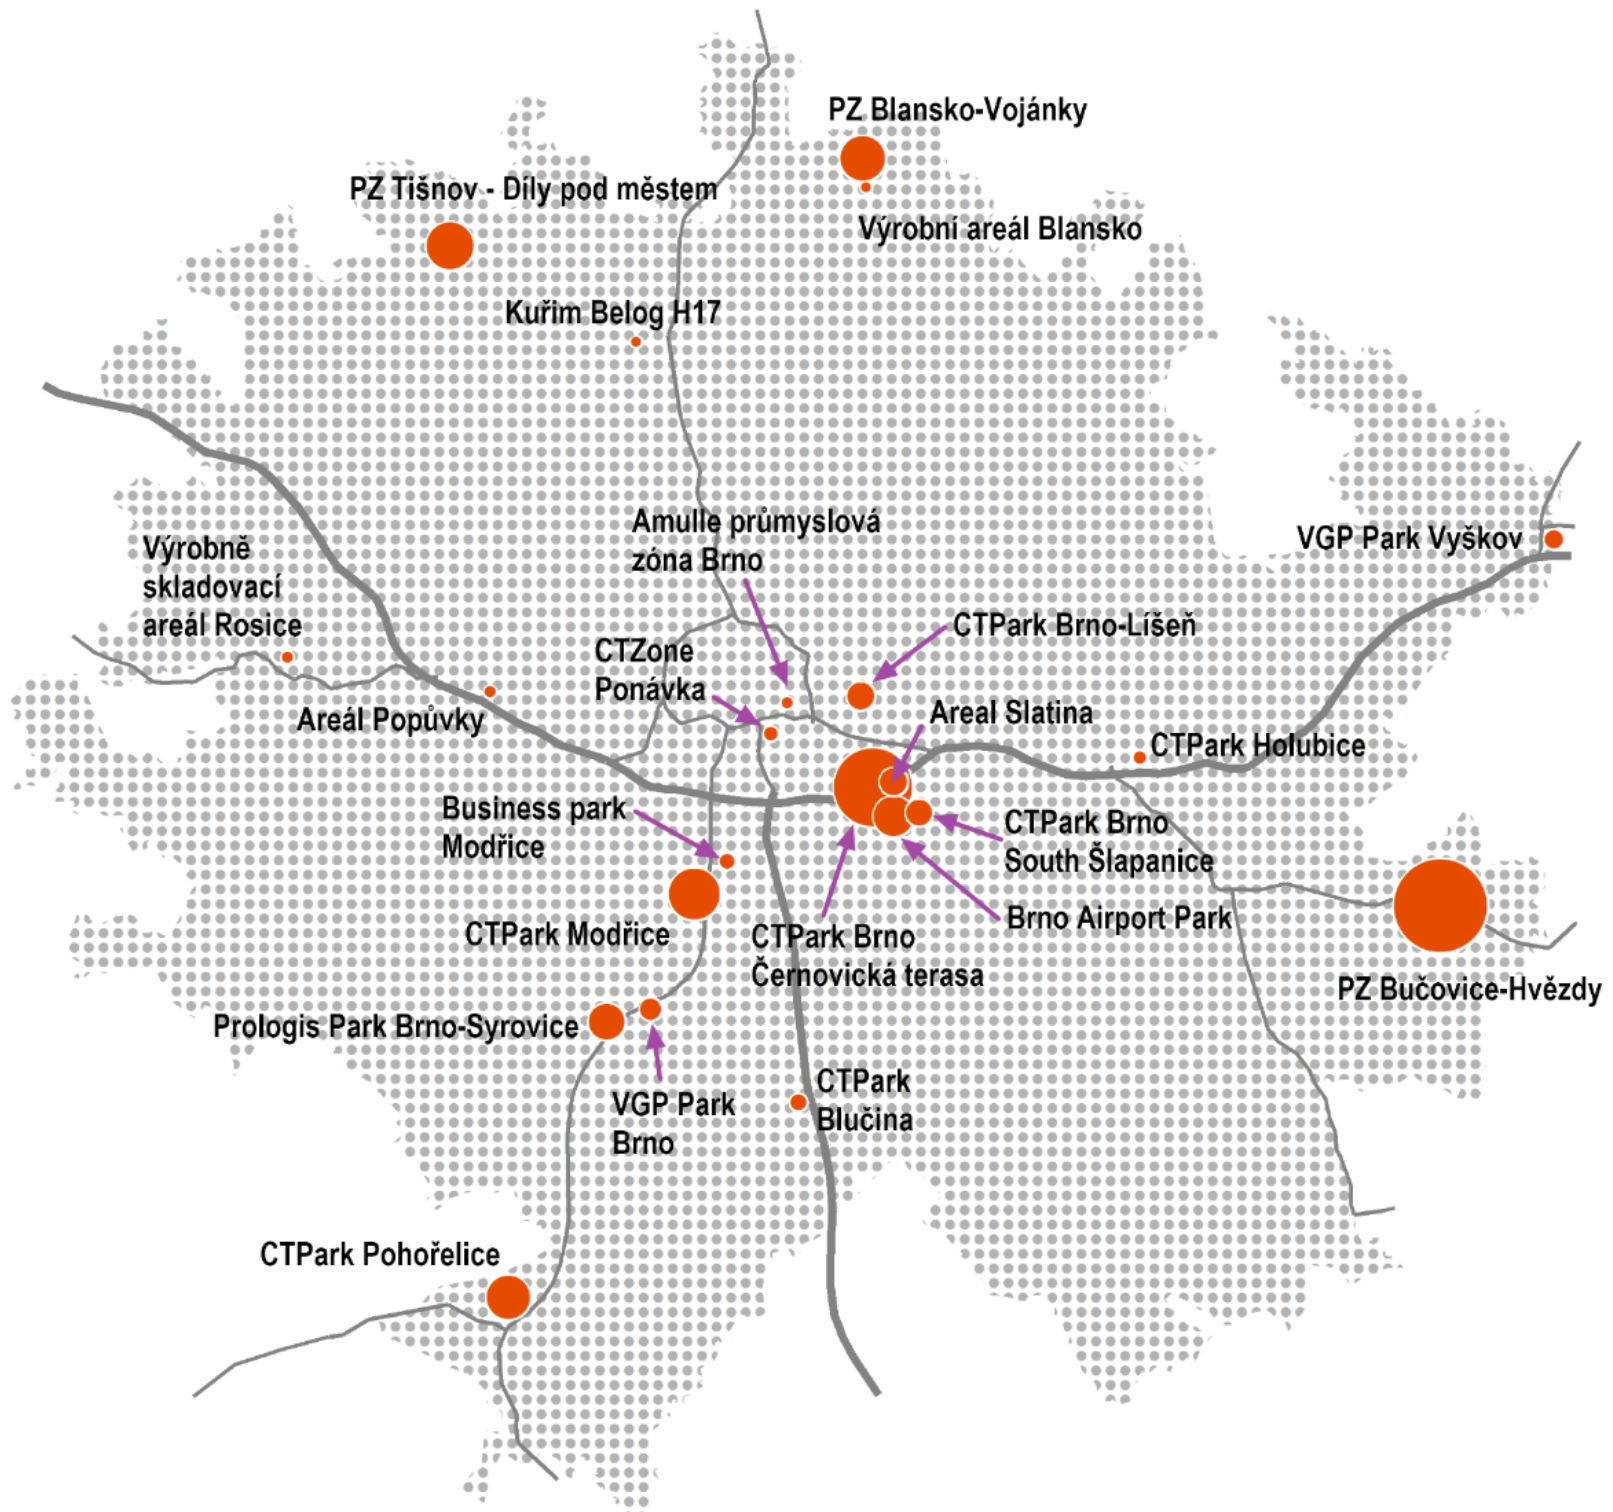 PZ Blansko-Vojánky
PZ Tišnov - Díly pod městem
Výrobní areál Blansko
Kuřim Belog H17
Amulle průmyslová
zóna Brno
VGP Park Vyškov
Výrobně
skladovací
areál Rosice
CTPark Brno-Líšeň
CTZone
Ponávka
Areál Popůvky
Areal Slatina
CTPark Holubice
Business park
Modřice
CTPark Brno
South Šlapanice
Brno Airport Park
CTPark Modřice
CTPark Brno
Černovická terasa
PZ Bučovice-Hvězdy
Prologis Park Brno-Syrovice
CTPark
Blučina
VGP Park
Brno
CTPark Pohořelice